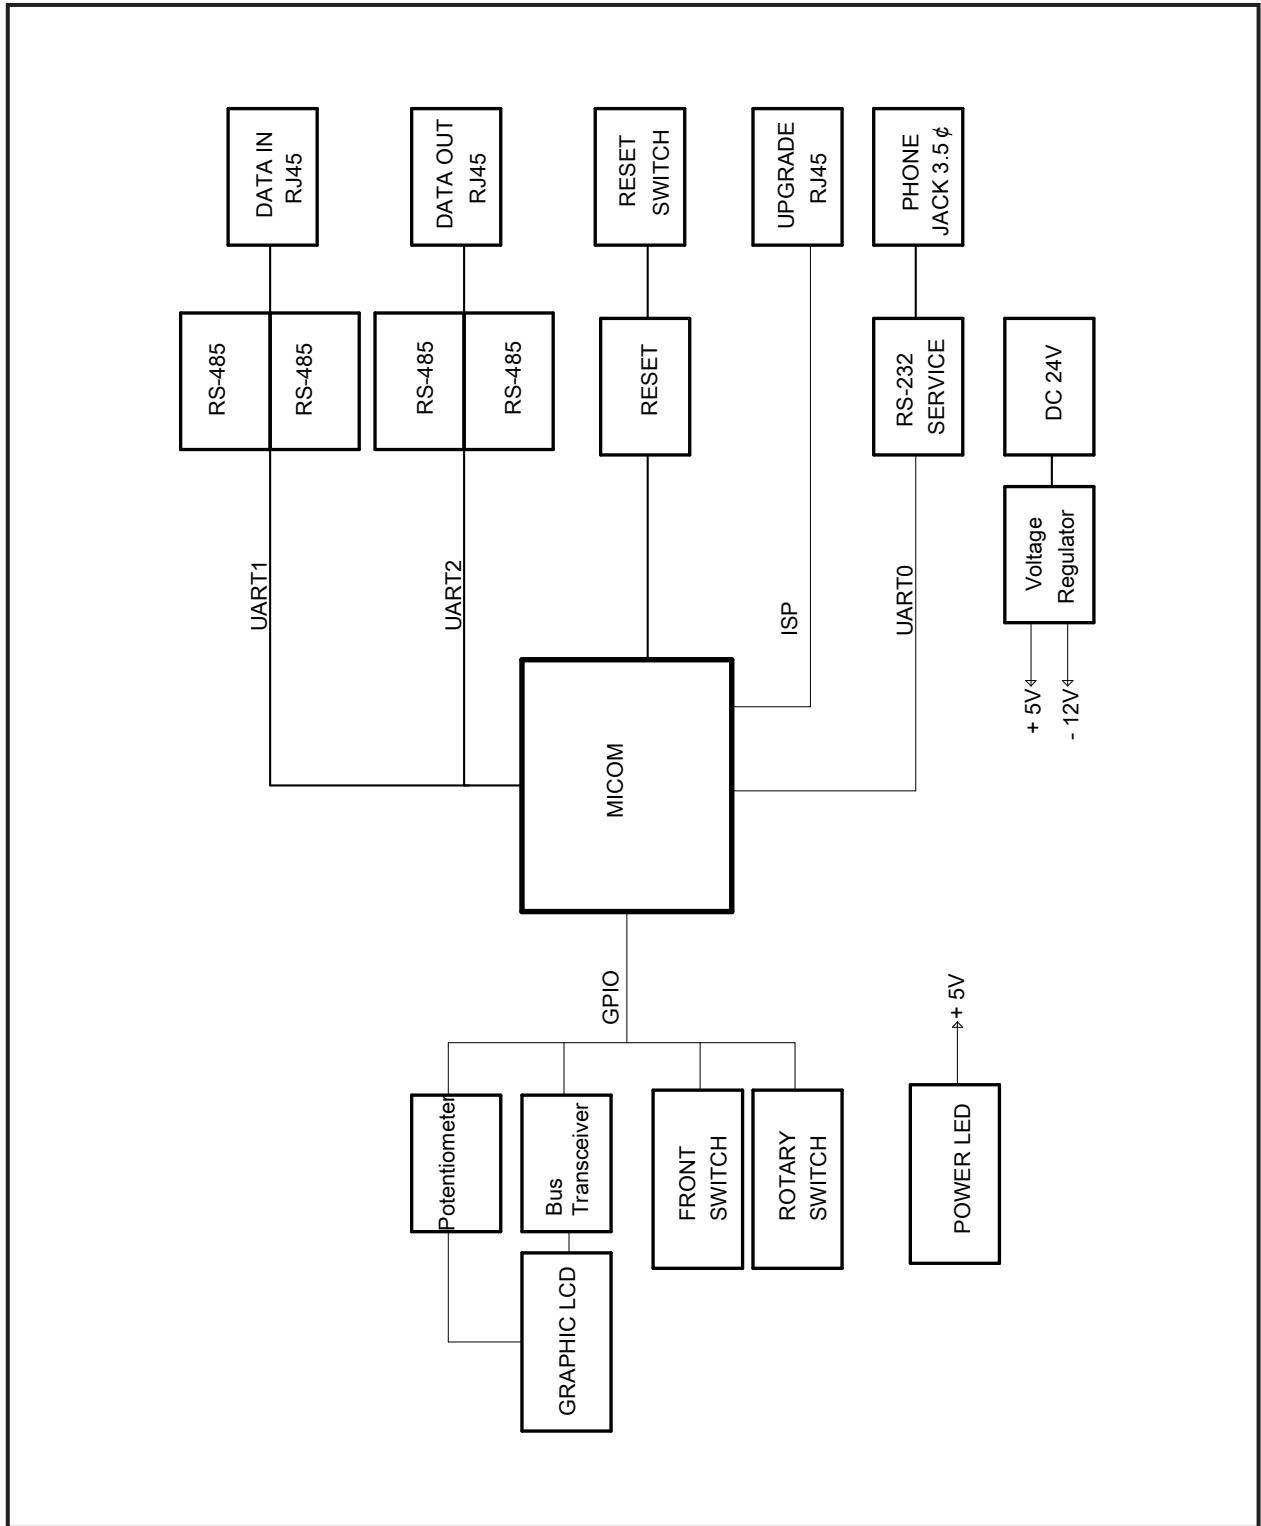 DATA IN
RJ45
DATA OUT
RJ45
RESET
SWITCH
UPGRADE
RJ45
PHONE
JACK 3.5 ¢
RS-485
RS-485
RS-485
RS-485
RESET
RS-232
SERVICE
DC 24V
UART1
UART2
ISP
UART0
Voltage
Regulator
+ 5V
- 12V
MICOM
GPIO
Potentiometer
Bus
Transceiver
FRONT
SWITCH
ROTARY
SWITCH
+ 5V
POWER LED
GRAPHIC LCD